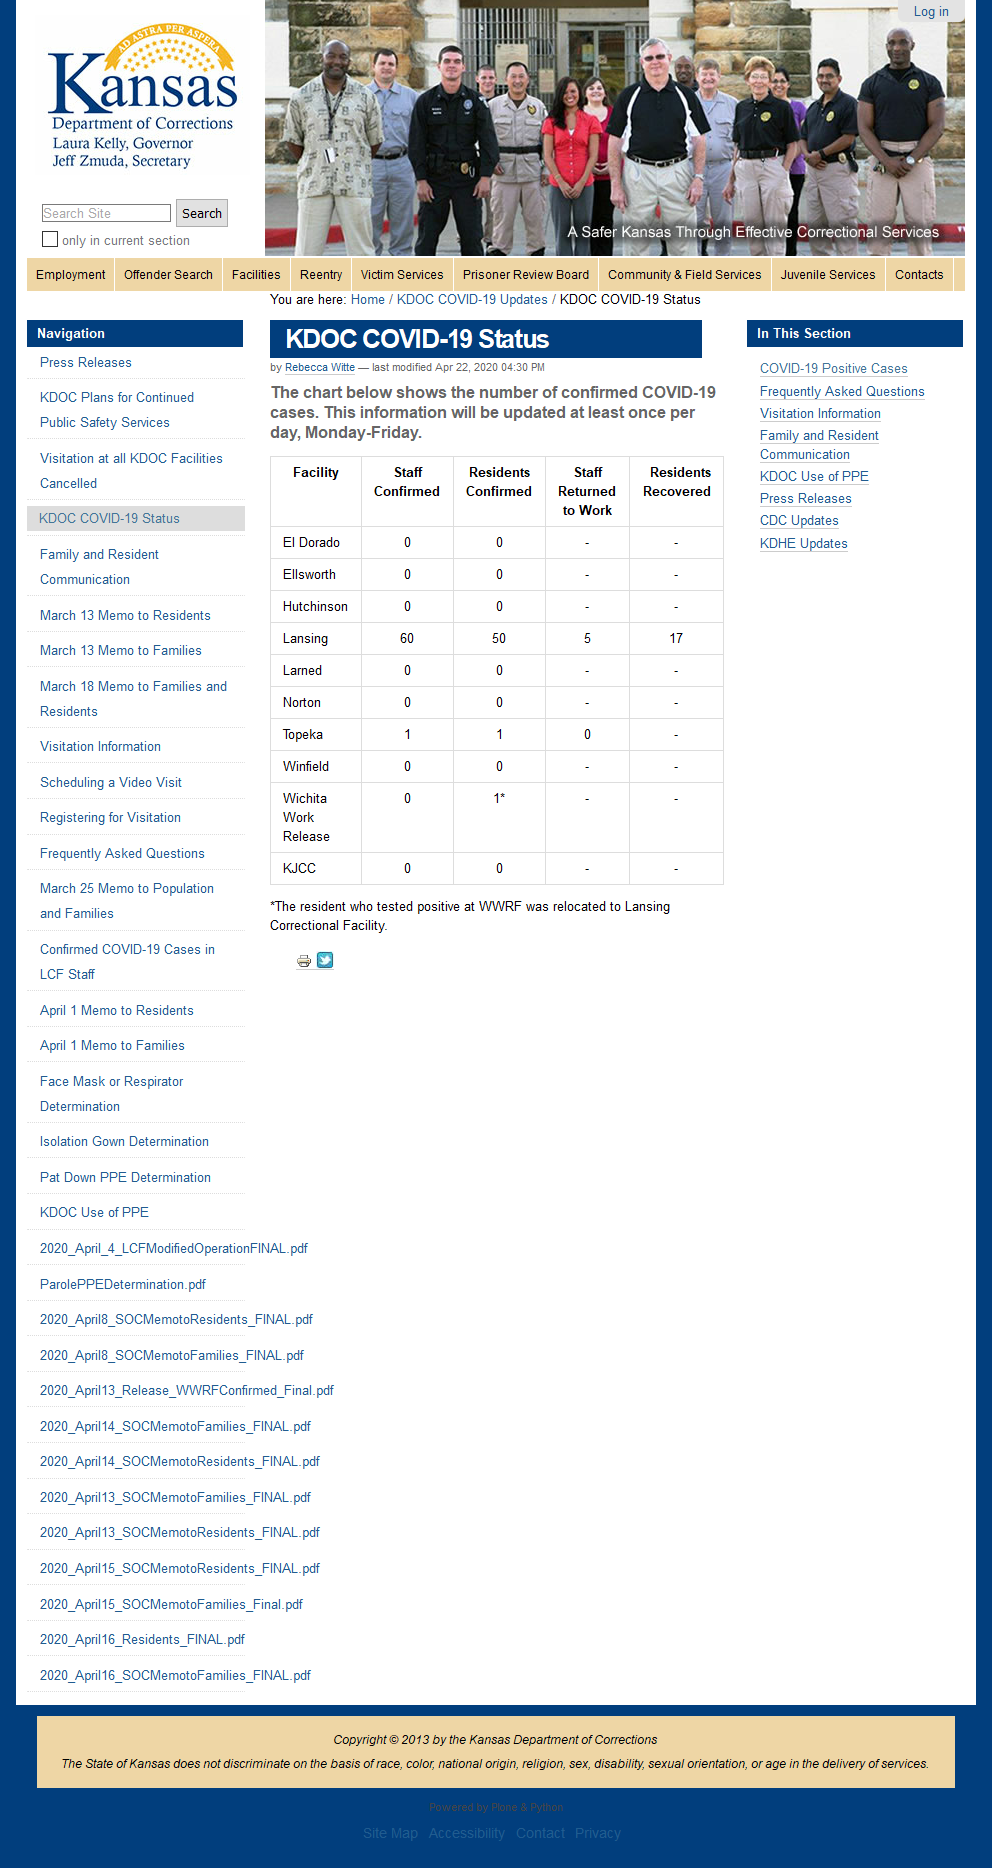 Log in
AD ASTRA PER ASPERA
Kansas
Department of Corrections
Laura Kelly, Governor
Jeff Zmuda, Secretary
A Safer Kansas Through Effective Correctional Services
Search Site
Search
only in current section
Employment Offender Search Facilities Reentry Victim Services Prisoner Review Board Community & Field Services Juvenile Services Contacts
You are here: Home / KDOC COVID-19 Updates / KDOC COVID-19 Status
Navigation
Press Releases
KDOC Plans for Continued
Public Safety Services
Visitation at all KDOC Facilities
Cancelled
KDOC COVID-19 Status
Family and Resident
Communication
March 13 Memo to Residents
March 13 Memo to Families
March 18 Memo to Families and
Residents
Visitation Information
Scheduling a Video Visit
Registering for Visitation
Frequently Asked Questions
March 25 Memo to Population
and Families
Confirmed COVID-19 Cases in
LCF Staff
April 1 Memo to Residents
April 1 Memo to Families
Face Mask or Respirator
Determination
Isolation Gown Determination
Pat Down PPE Determination
KDOC Use of PPE
2020_April_4_LCFModifiedOperationFINAL.pdf
ParolePPEDetermination.pdf
2020_April8_SOCMemotoResidents_FINAL.pdf
2020_April8_SOCMemotoFamilies_FINAL.pdf
2020_April13_Release_WWRFConfirmed_Final.pdf
2020_April14_SOCMemotoFamilies_FINAL.pdf
2020_April14_SOCMemotoResidents_FINAL.pdf
2020_April13_SOCMemotoFamilies_FINAL.pdf
2020_April13_SOCMemotoResidents_FINAL.pdf
2020_April15_SOCMemotoResidents_FINAL.pdf
2020_April15_SOCMemotoFamilies_Final.pdf
2020_April16_Residents_FINAL.pdf
2020_April16_SOCMemotoFamilies_FINAL.pdf
KDOC COVID-19 Status
by Rebecca Witte — last modified Apr 22, 2020 04:30 PM
The chart below shows the number of confirmed COVID-19
cases. This information will be updated at least once per
day, Monday-Friday.
Facility Staff Residents Staff Residents
Confirmed Confirmed Returned Recovered
to Work
El Dorado 0 0 - -
Ellsworth 0 0 - -
Hutchinson 0 0 - -
Lansing 60 50 5 17
Larned 0 0 - -
Norton 0 0 - -
Topeka 1 1 0 -
Winfield 0 0 - -
Wichita 0 1* - -
Work
Release
KJCC 0 0 - -
*The resident who tested positive at WWRF was relocated to Lansing
Correctional Facility.
In This Section
COVID-19 Positive Cases
Frequently Asked Questions
Visitation Information
Family and Resident
Communication
KDOC Use of PPE
Press Releases
CDC Updates
KDHE Updates
Copyright © 2013 by the Kansas Department of Corrections
The State of Kansas does not discriminate on the basis of race, color, national origin, religion, sex, disability, sexual orientation, or age in the delivery of services.
Powered by Plone & Python
Site Map Accessibility Contact Privacy